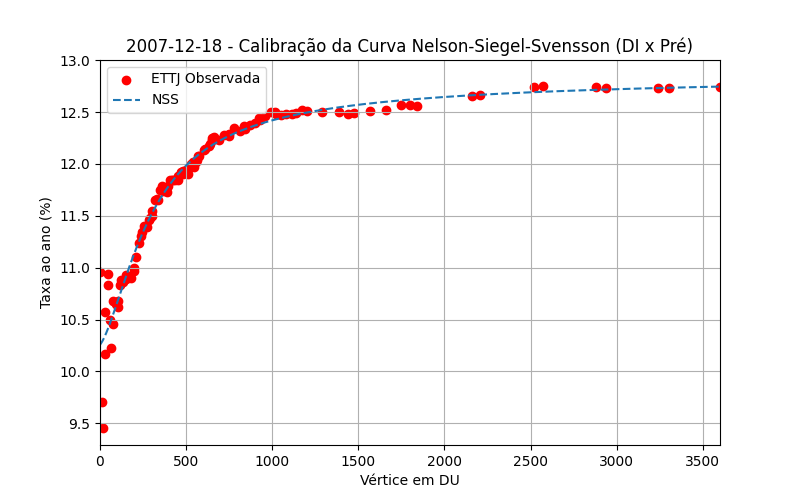 2007-12-18 - Calibração da Curva Nelson-Siegel-Svensson (DI x Pré)
ETTJ Observada
NSS
Taxa ao ano (%)
13.0
12.5
12.0
11.5
11.0
10.5
10.0
9.5
0 500 1000 1500 2000 2500 3000 3500
Vértice em DU